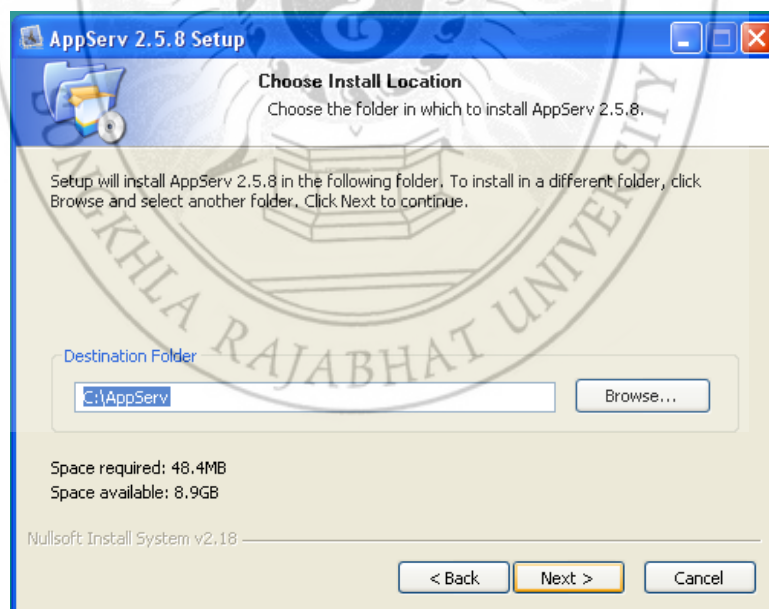 AppServ 2.5.8 Setup
Choose Install Location
Choose the folder in which to install AppServ 2.5.8.
Setup will install AppServ 2.5.8 in the following folder. To install in a different folder, click
Browse and select another folder. Click Next to continue.
Destination Folder
C:\AppServ
Browse...
Space required: 48.4MB
Space available: 8.9GB
Nullsoft Install System v2.18
< Back
Next >
Cancel
SONGKHLA RAJABHAT UNIVERSITY